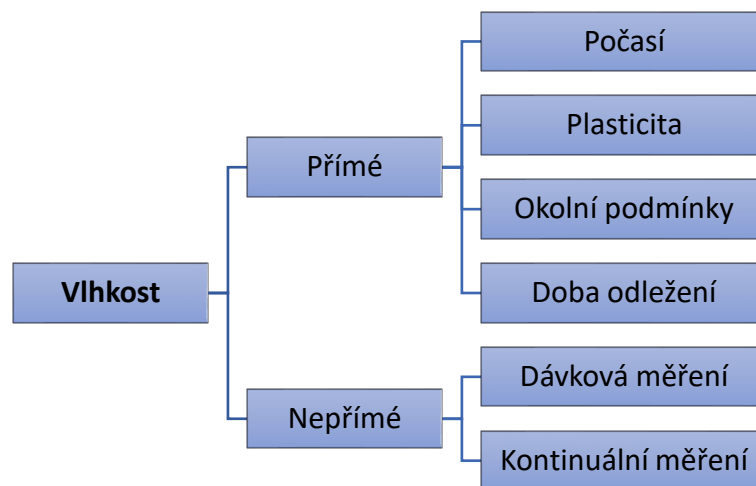 Vlhkost
Přímé
Počasí
Plasticita
Okolní podmínky
Doba odležení
Nepřímé
Dávková měření
Kontinuální měření